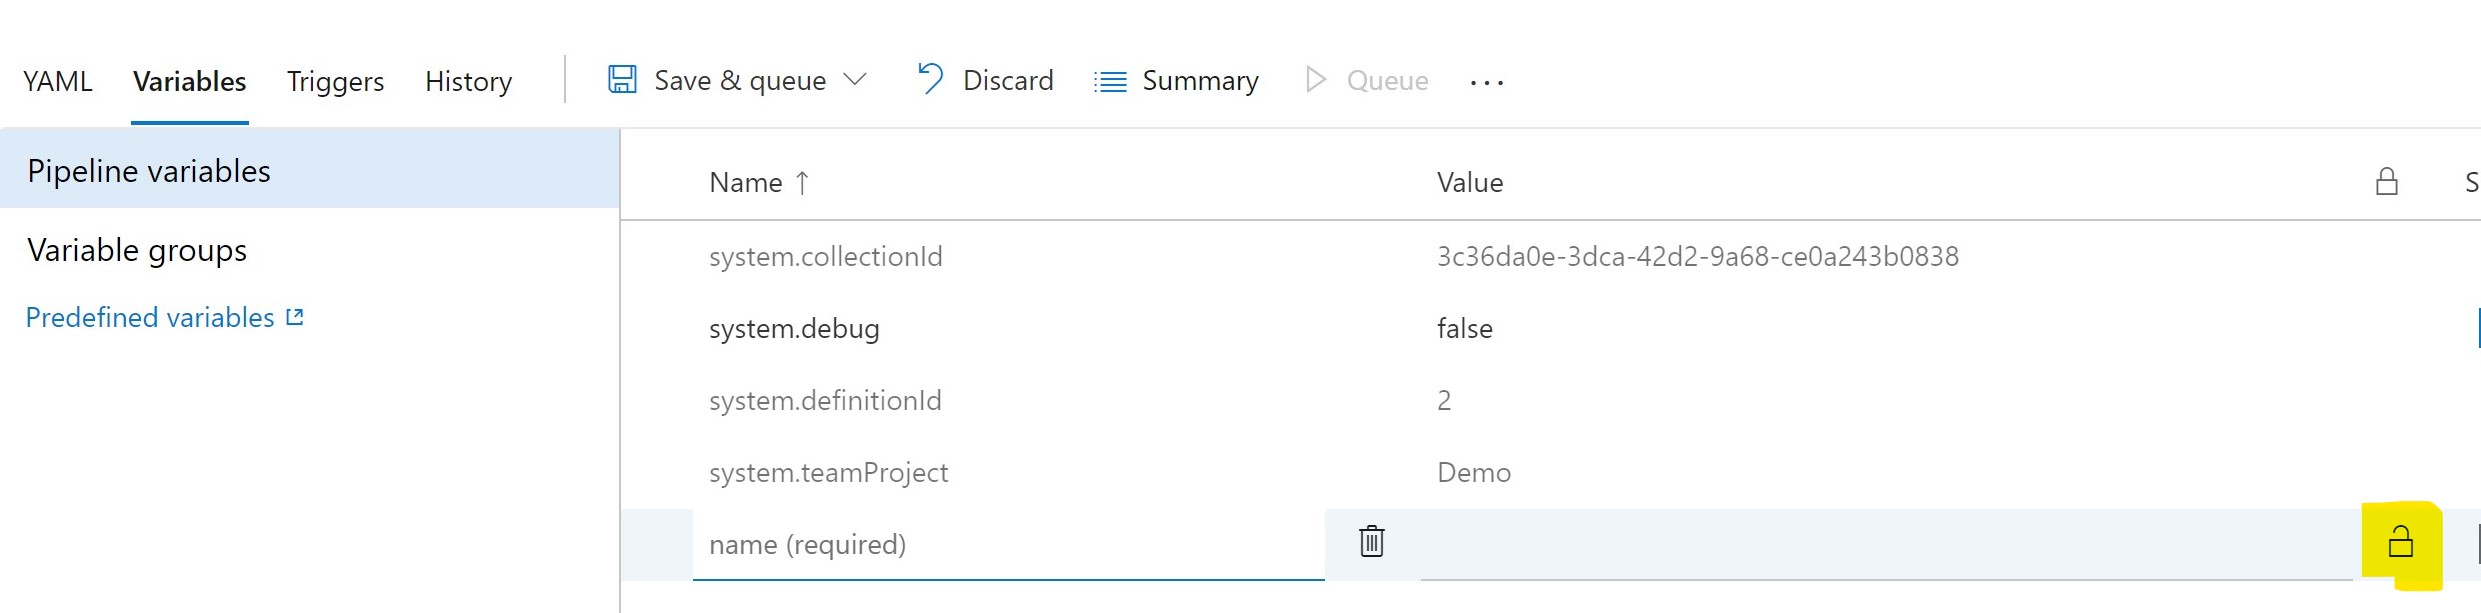 YAML Variables Triggers History Save & queue Discard Summary Queue ...
Pipeline variables
Variable groups
Predefined variables
Name ↑ Value S
system.collectionId 3c36da0e-3dca-42d2-9a68-ce0a243b0838
system.debug false
system.definitionId 2
system.teamProject Demo
name (required)